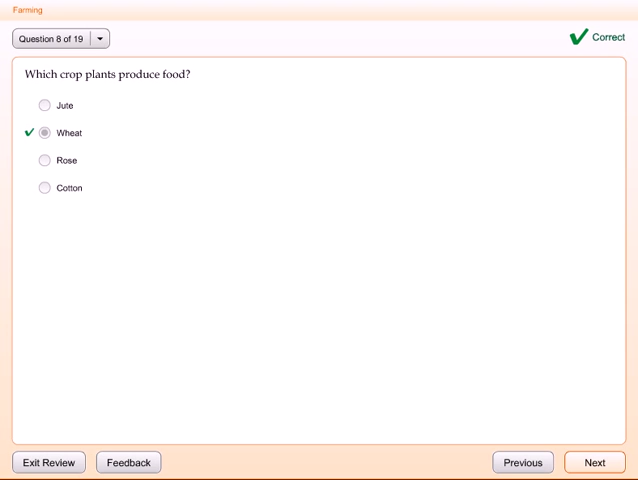 Farming
Question 8 of 19
Correct
Which crop plants produce food?
Jute
Wheat
Rose
Cotton
Exit Review
Feedback
Previous
Next